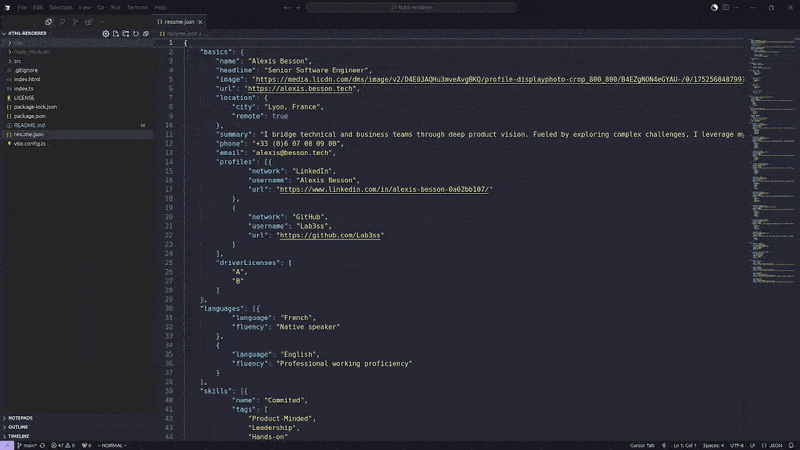 File Edit Selection View Go Run Terminal Help
html-renderer
resume.json
HTML-RENDERER
resume.json
node_modules
src
.gitignore
index.html
index.ts
LICENSE
package-lock.json
package.json
README.md M
resume.json
vite.config.ts
NOTEPADS
OUTLINE
TIMELINE
1 {
2 "basics": {
3 "name": "Alexis Besson",
4 "headline": "Senior Software Engineer",
5 "image": "https://media.licdn.com/dms/image/v2/D4E03AQHu3mveAvgBKQ/profile-displayphoto-crop_800_800/B4EZgNON4eGYAU-/0/1752568487991
6 "url": "https://alexis.besson.tech",
7 "location": {
8 "city": "Lyon, France",
9 "remote": true
10 },
11 "summary": "I bridge technical and business teams through deep product vision. Fueled by exploring complex challenges, I leverage my
12 "phone": "+33 (0)6 07 08 09 00",
13 "email": "alexis@besson.tech",
14 "profiles": [{
15 "network": "LinkedIn",
16 "username": "Alexis Besson",
17 "url": "https://www.linkedin.com/in/alexis-besson-0a02bb107/"
18 },
19 {
20 "network": "GitHub",
21 "username": "Lab3ss",
22 "url": "https://github.com/Lab3ss"
23 }
24 ],
25 "driverLicenses": [
26 "A",
27 "B"
28 ]
29 },
30 "languages": [{
31 "language": "French",
32 "fluency": "Native speaker"
33 },
34 {
35 "language": "English",
36 "fluency": "Professional working proficiency"
37 }
38 ],
39 "skills": [{
40 "name": "Commited",
41 "tags": [
42 "Product-Minded",
43 "Leadership",
44 "Hands-on"
main* 47 0 0 -- NORMAL -- Cursor Tab Ln 1, Col 1 Spaces: 4 UTF-8 LF {} JSON